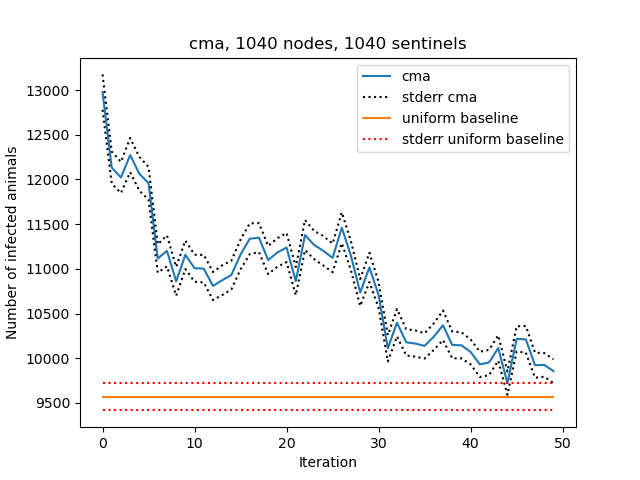 cma, 1040 nodes, 1040 sentinels
cma
stderr cma
uniform baseline
stderr uniform baseline
Number of infected animals
13000
12500
12000
11500
11000
10500
10000
9500
0 10 20 30 40 50
Iteration